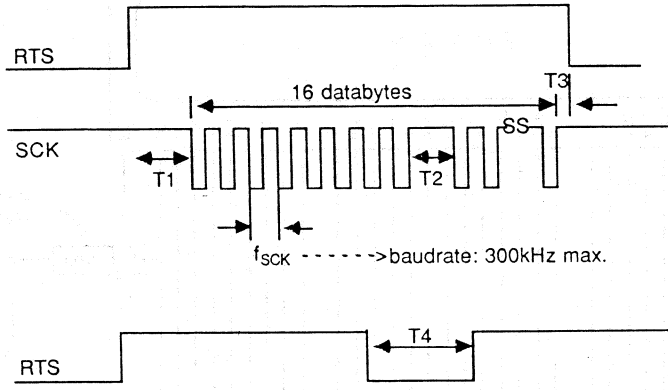 RTS
T3
16 databytes
SS
SCK
T1
T2
fSCK - - - - - -> baudrate: 300kHz max.
T4
RTS